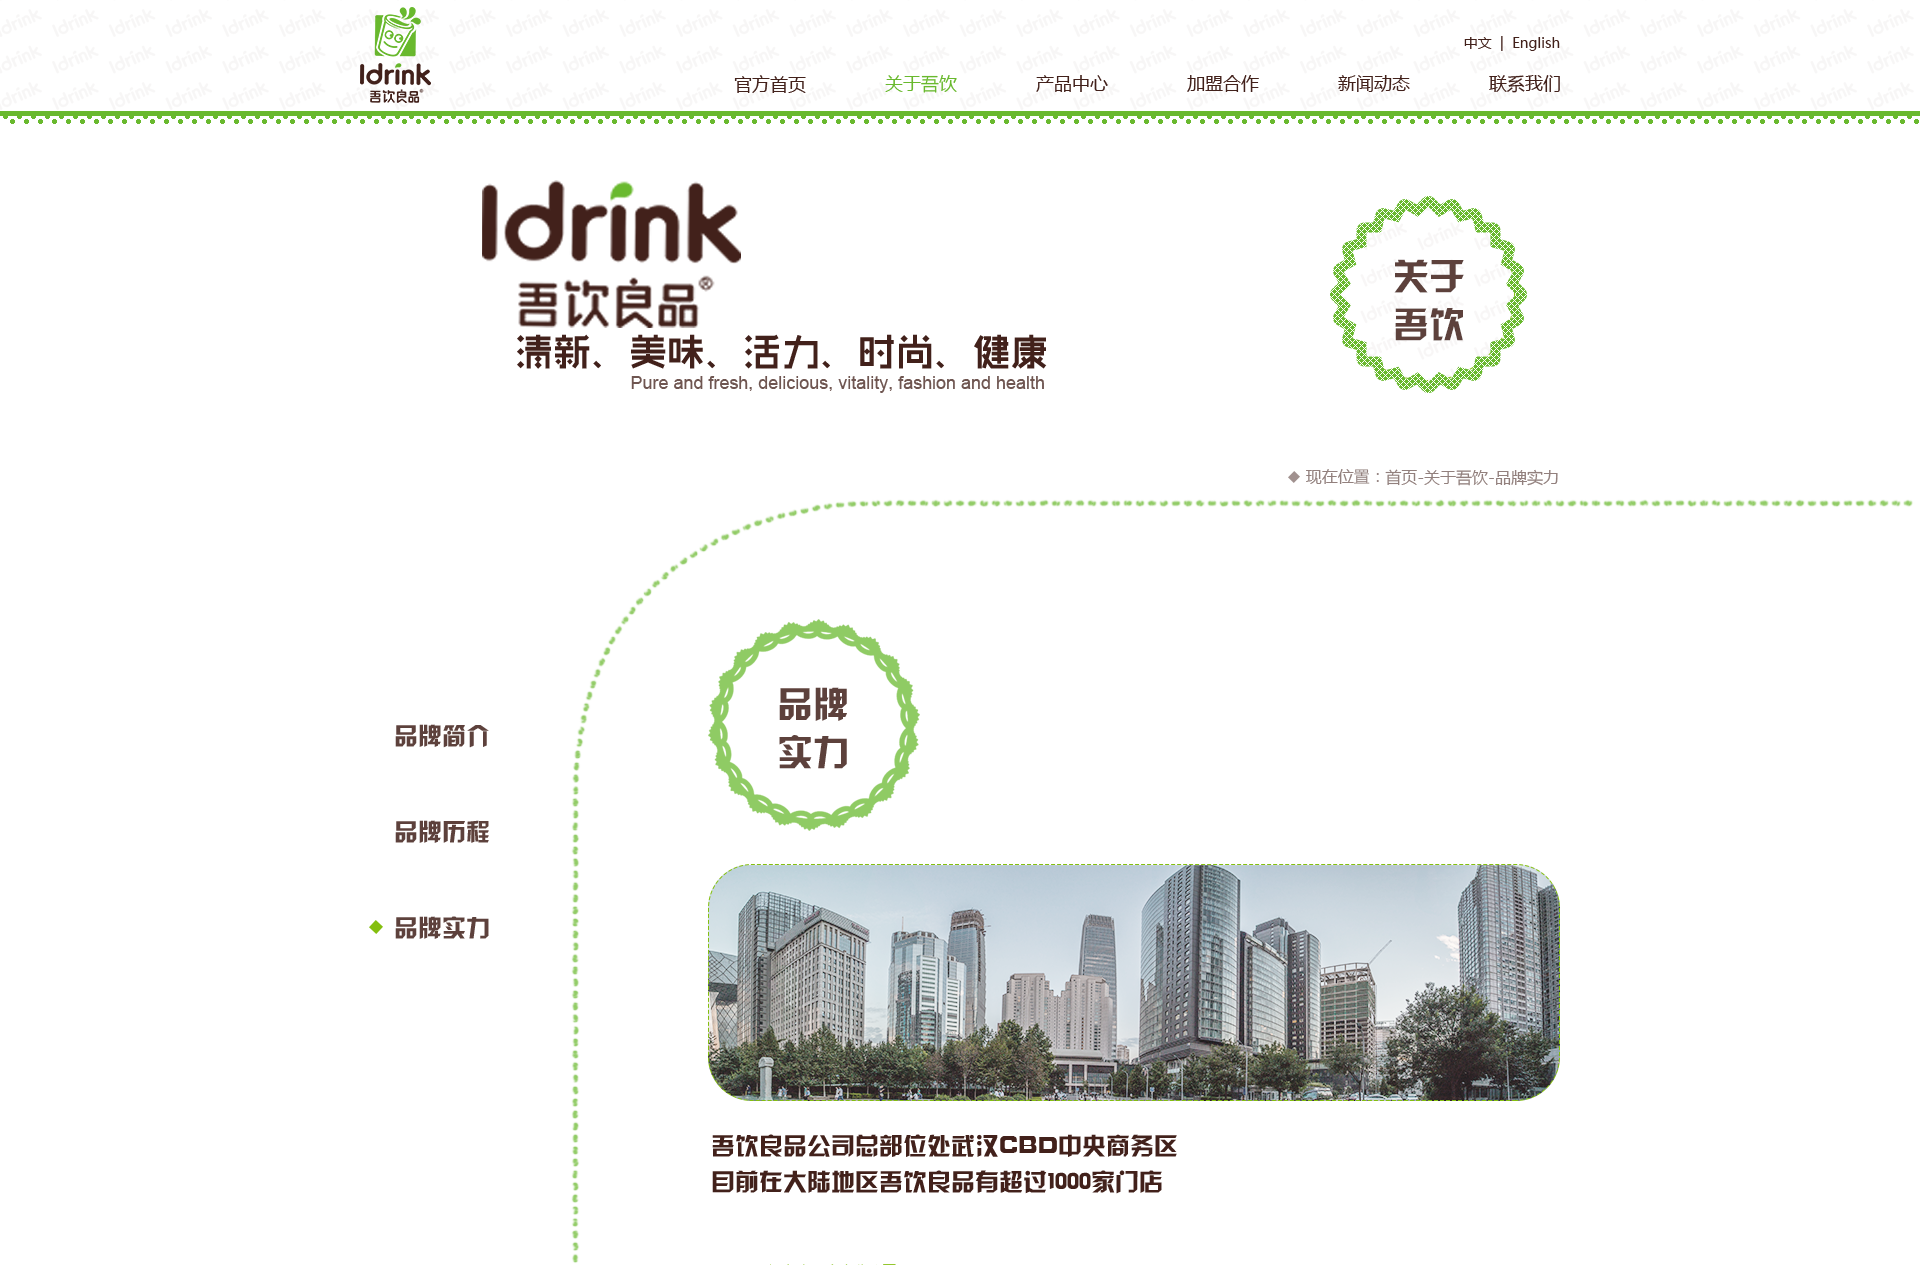 Idrink
吾饮良品
中文 | English
官方首页 关于吾饮 产品中心 加盟合作 新闻动态 联系我们
Idrink
吾饮良品®
清新、美味、活力、时尚、健康
Pure and fresh, delicious, vitality, fashion and health
关于
吾饮
现在位置：首页-关于吾饮-品牌实力
品牌
实力
品牌简介
品牌历程
品牌实力
吾饮良品公司总部位处武汉CBD中央商务区
目前在大陆地区吾饮良品有超过1000家门店